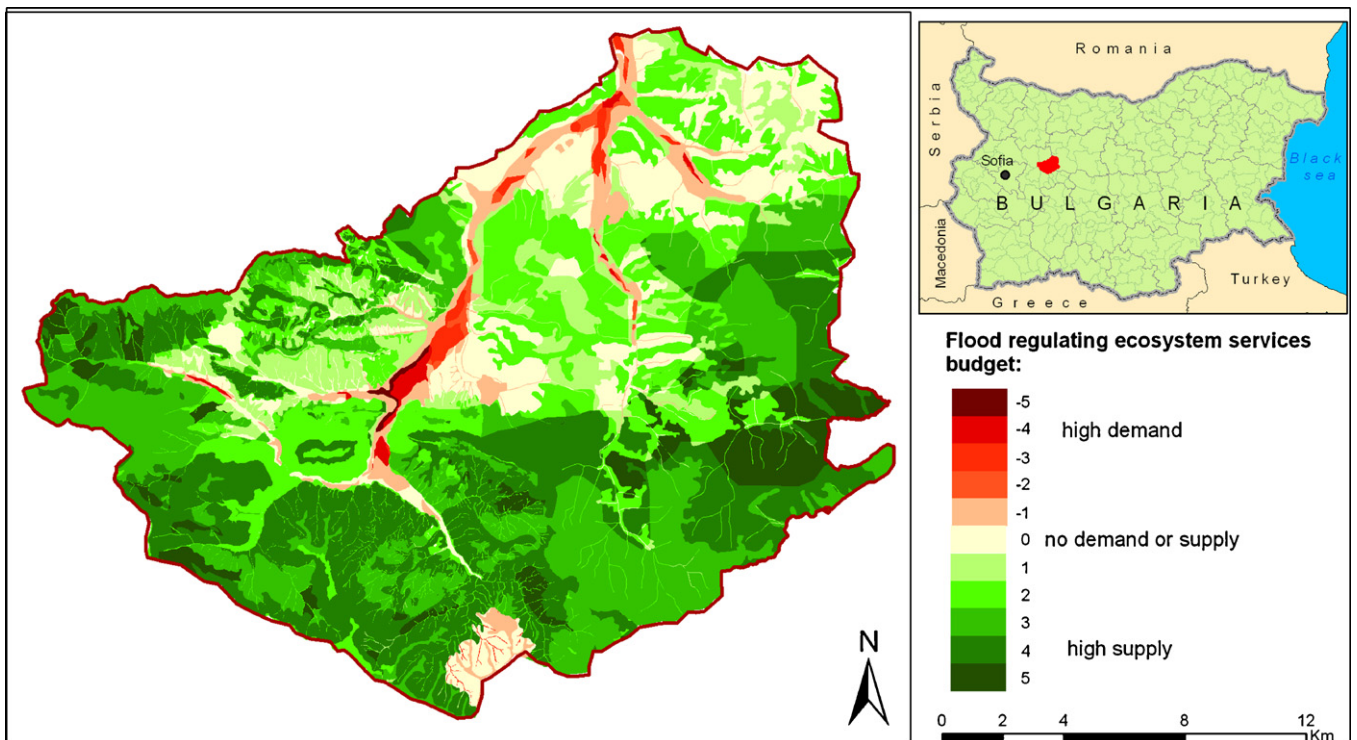 N
Romania
Serbia
Sofia
Black
sea
BULGARIA
Macedonia
Turkey
Greece
Flood regulating ecosystem services
budget:
-5
-4 high demand
-3
-2
-1
0 no demand or supply
1
2
3
4 high supply
5
0 2 4 8 12
Km